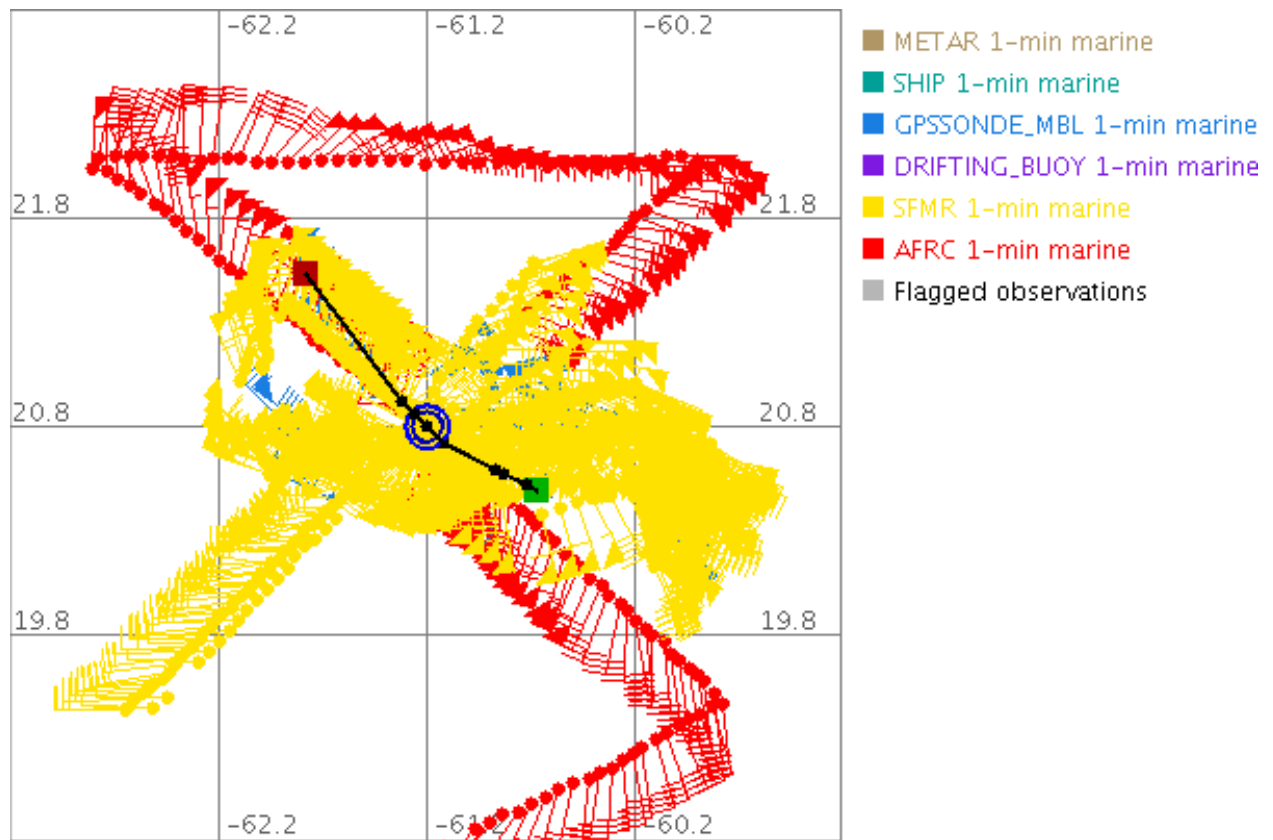 -62.2 -61.2 -60.2
METAR 1-min marine
SHIP 1-min marine
GPSSONDE_MBL 1-min marine
DRIFTING_BUOY 1-min marine
SFMR 1-min marine
AFRC 1-min marine
Flagged observations
21.8 21.8
20.8 20.8
19.8 19.8
-62.2 -61.2 -60.2